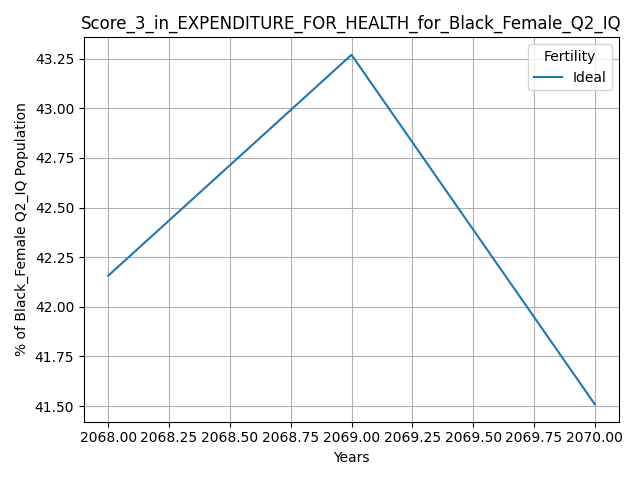 Score_3_in_EXPENDITURE_FOR_HEALTH_for_Black_Female_Q2_IQ
Fertility
Ideal
43.25
43.00
42.75
42.50
42.25
42.00
41.75
41.50
% of Black_Female Q2_IQ Population
2068.00 2068.25 2068.50 2068.75 2069.00 2069.25 2069.50 2069.75 2070.00
Years